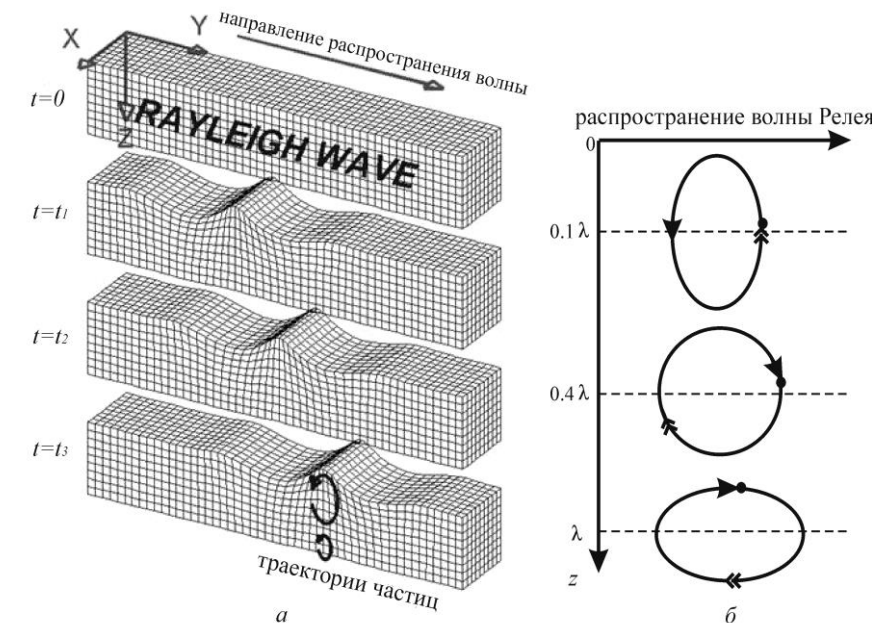 X
Y
направление распространения волны
t=0
Z
RAYLEIGH WAVE
t=t₁
t=t₂
t=t₃
траектории частиц
а
распространение волны Релея
0
0.1 λ
0.4 λ
λ
z
б